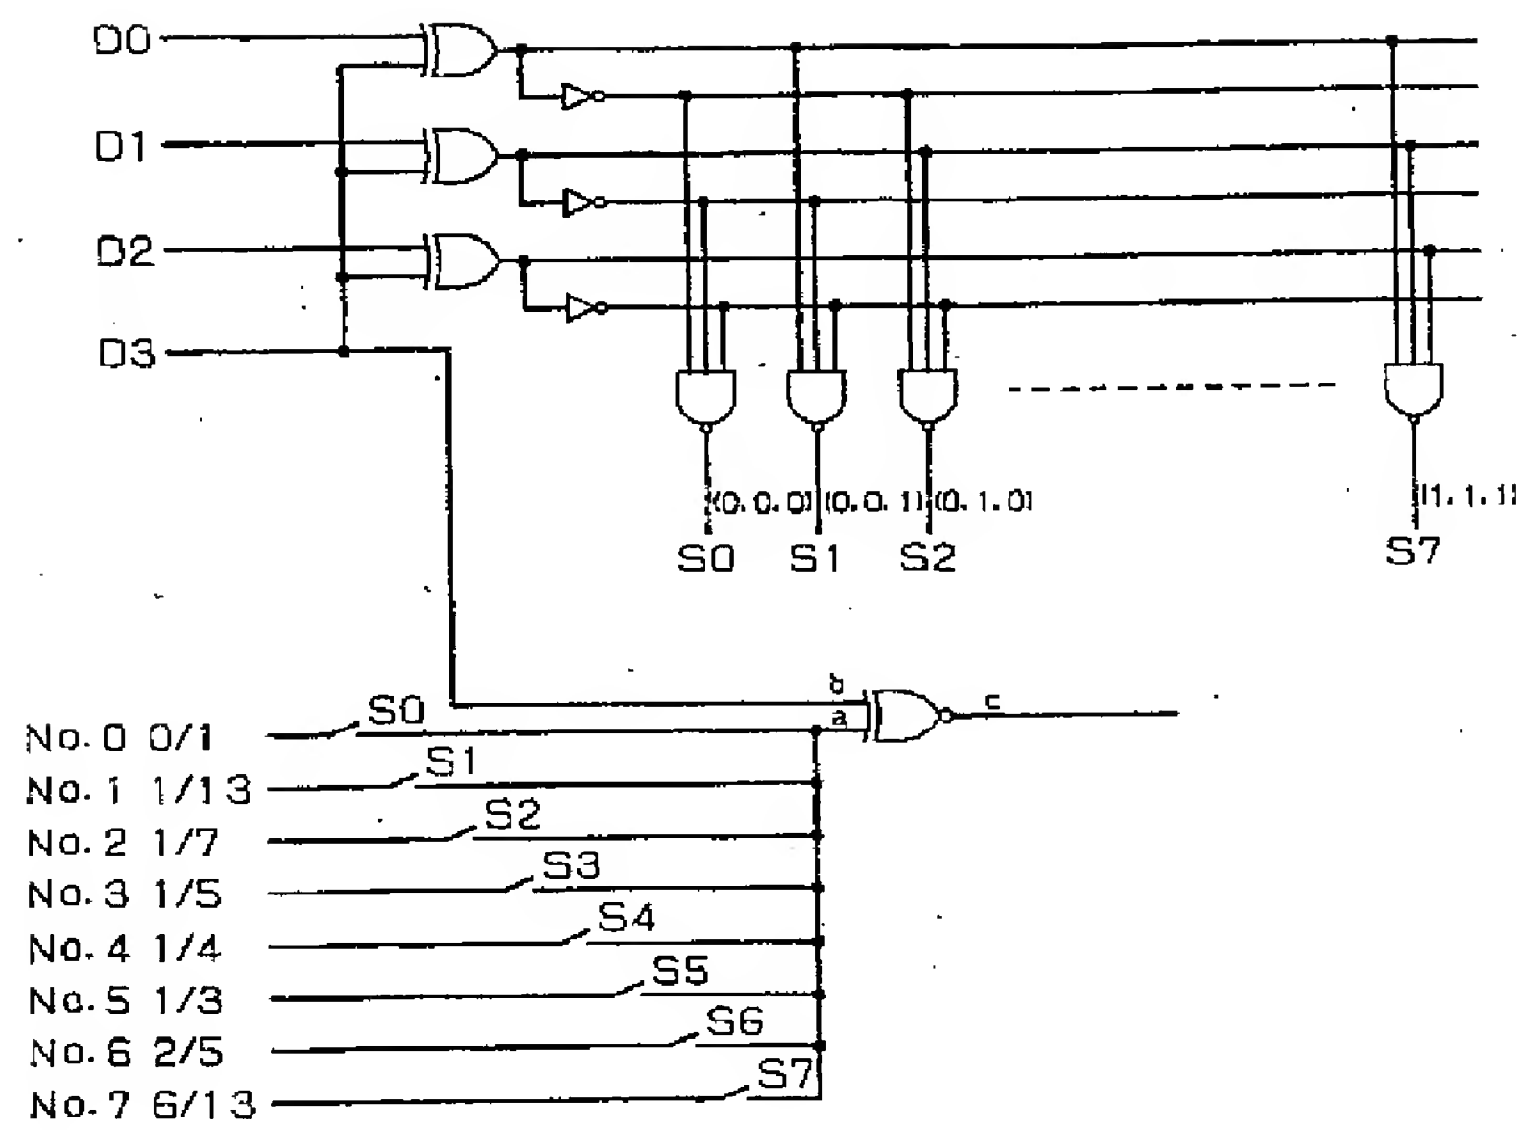 D0
D1
D2
D3
(0.0.0) (0.0.1) (0.1.0) (1.1.1)
S0 S1 S2 S7
b
a
c
No.0 0/1 S0
No.1 1/13 S1
No.2 1/7 S2
No.3 1/5 S3
No.4 1/4 S4
No.5 1/3 S5
No.6 2/5 S6
No.7 6/13 S7